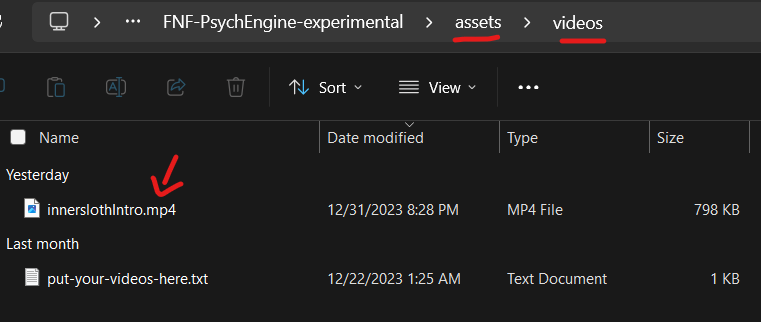 ... FNF-PsychEngine-experimental > assets > videos
Sort View ...
Name Date modified Type Size
Yesterday
innerslothIntro.mp4 12/31/2023 8:28 PM MP4 File 798 KB
Last month
put-your-videos-here.txt 12/22/2023 1:25 AM Text Document 1 KB